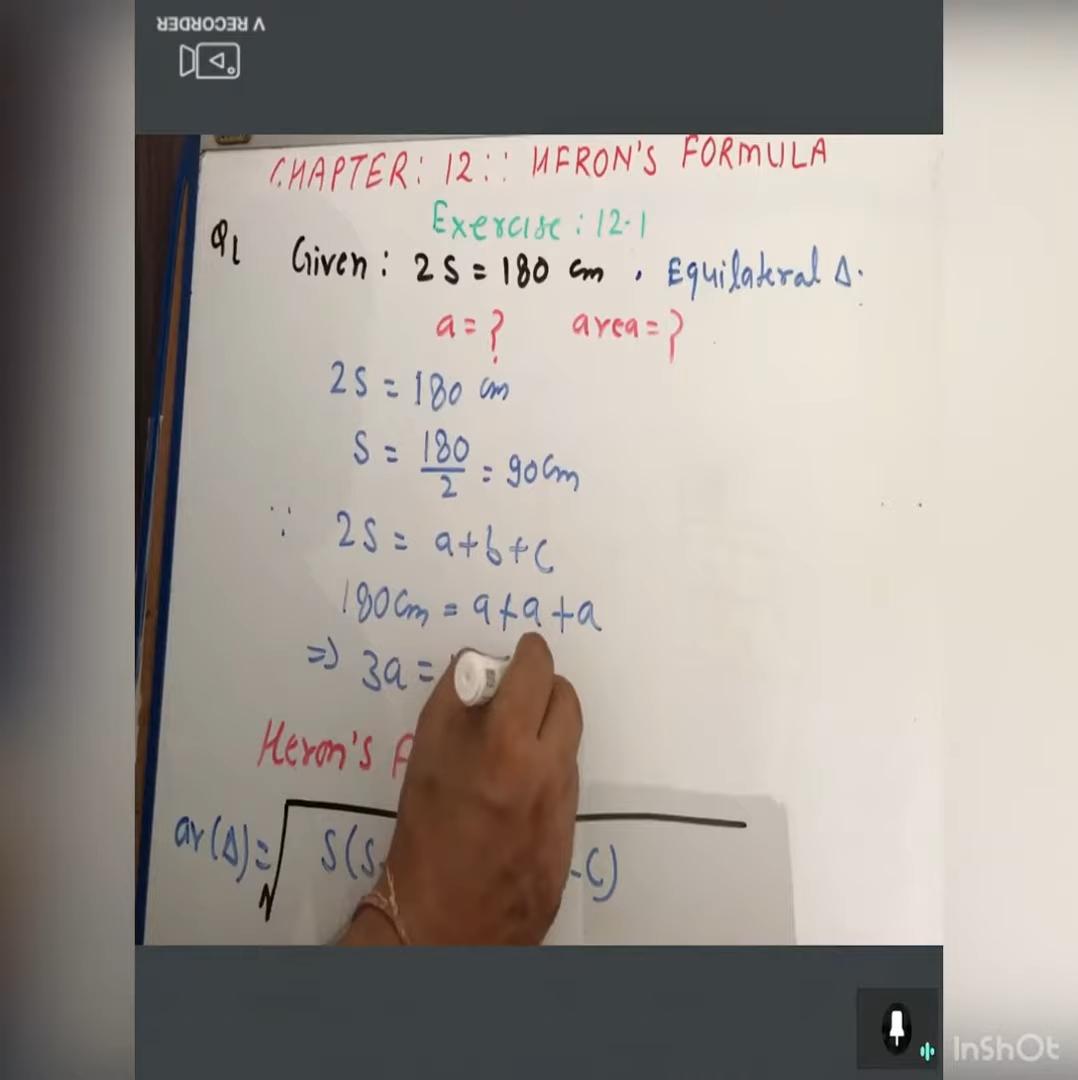 V RECORDER
CHAPTER: 12:: HERON'S FORMULA
Exercise: 12.1
Q1 Given: 2S = 180 cm, Equilateral Δ.
a = ? area = ?
2S = 180 cm
S = 180/2 = 90cm
∵ 2S = a+b+c
180cm = a+a+a
⇒ 3a =
Heron's
ar(Δ) = √ S(S- -C)
InShOt